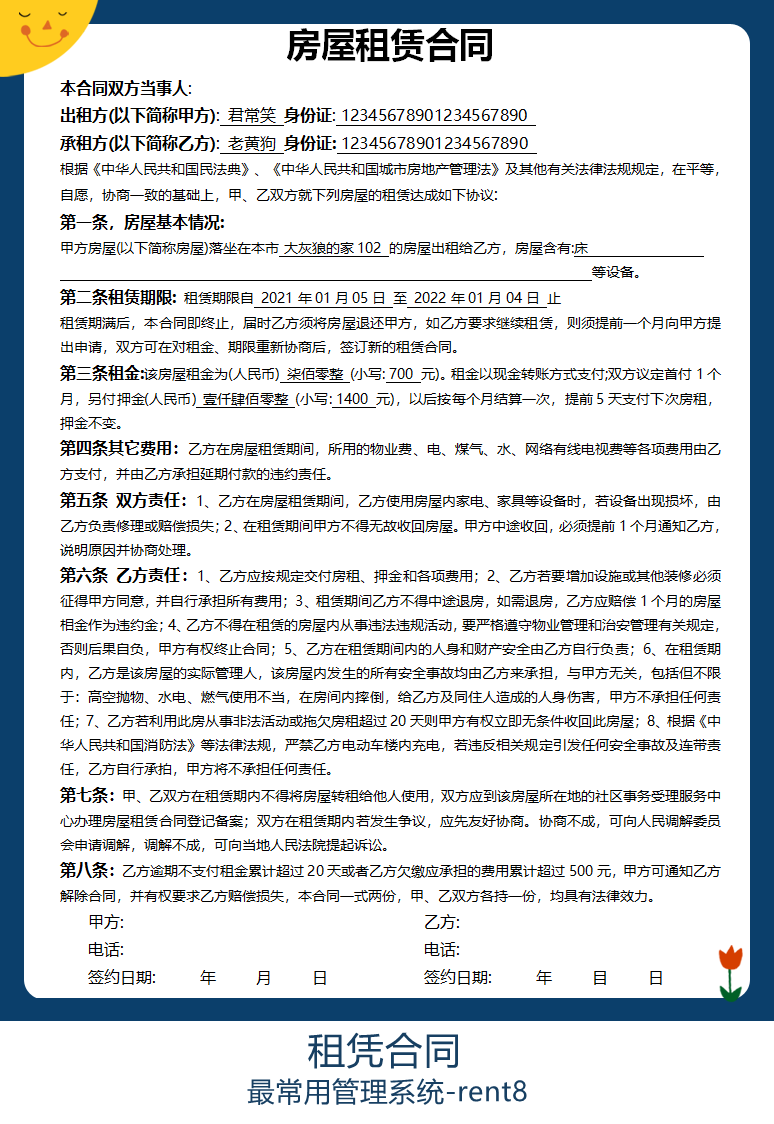 房屋租赁合同
本合同双方当事人:
出租方(以下简称甲方): 君常笑 身份证: 12345678901234567890
承租方(以下简称乙方): 老黄狗 身份证: 12345678901234567890
根据《中华人民共和国民法典》、《中华人民共和国城市房地产管理法》及其他有关法律法规规定，在平等，
自愿，协商一致的基础上，甲、乙双方就下列房屋的租赁达成如下协议:
第一条，房屋基本情况:
甲方房屋(以下简称房屋)落坐在本市 大灰狼的家 102 的房屋出租给乙方，房屋含有:床
等设备。
第二条租赁期限: 租赁期限自 2021 年 01 月 05 日 至 2022 年 01 月 04 日 止
租赁期满后，本合同即终止，届时乙方须将房屋退还甲方，如乙方要求继续租赁，则须提前一个月向甲方提
出申请，双方可在对租金、期限重新协商后，签订新的租赁合同。
第三条租金:该房屋租金为(人民币) 柒佰零整 (小写: 700 元)。租金以现金转账方式支付;双方议定首付 1 个
月，另付押金(人民币) 壹仟肆佰零整 (小写: 1400 元)，以后按每个月结算一次，提前 5 天支付下次房租，
押金不变。
第四条其它费用：乙方在房屋租赁期间，所用的物业费、电、煤气、水、网络有线电视费等各项费用由乙
方支付，并由乙方承担延期付款的违约责任。
第五条 双方责任：1、乙方在房屋租赁期间，乙方使用房屋内家电、家具等设备时，若设备出现损坏，由
乙方负责修理或赔偿损失；2、在租赁期间甲方不得无故收回房屋。甲方中途收回，必须提前 1 个月通知乙方，
说明原因并协商处理。
第六条 乙方责任：1、乙方应按规定交付房租、押金和各项费用；2、乙方若要增加设施或其他装修必须
征得甲方同意，并自行承担所有费用；3、租赁期间乙方不得中途退房，如需退房，乙方应赔偿 1 个月的房屋
相金作为违约金；4、乙方不得在租赁的房屋内从事违法违规活动，要严格遵守物业管理和治安管理有关规定，
否则后果自负，甲方有权终止合同；5、乙方在租赁期间内的人身和财产安全由乙方自行负责；6、在租赁期
内，乙方是该房屋的实际管理人，该房屋内发生的所有安全事故均由乙方来承担，与甲方无关，包括但不限
于：高空抛物、水电、燃气使用不当，在房间内摔倒，给乙方及同住人造成的人身伤害，甲方不承担任何责
任；7、乙方若利用此房从事非法活动或拖欠房租超过 20 天则甲方有权立即无条件收回此房屋；8、根据《中
华人民共和国消防法》等法律法规，严禁乙方电动车楼内充电，若违反相关规定引发任何安全事故及连带责
任，乙方自行承拍，甲方将不承担任何责任。
第七条：甲、乙双方在租赁期内不得将房屋转租给他人使用，双方应到该房屋所在地的社区事务受理服务中
心办理房屋租赁合同登记备案；双方在租赁期内若发生争议，应先友好协商。协商不成，可向人民调解委员
会申请调解，调解不成，可向当地人民法院提起诉讼。
第八条：乙方逾期不支付租金累计超过 20 天或者乙方欠缴应承担的费用累计超过 500 元，甲方可通知乙方
解除合同，并有权要求乙方赔偿损失，本合同一式两份，甲、乙双方各持一份，均具有法律效力。
甲方: 乙方:
电话: 电话:
签约日期: 年 月 日 签约日期: 年 目 日
租凭合同
最常用管理系统-rent8